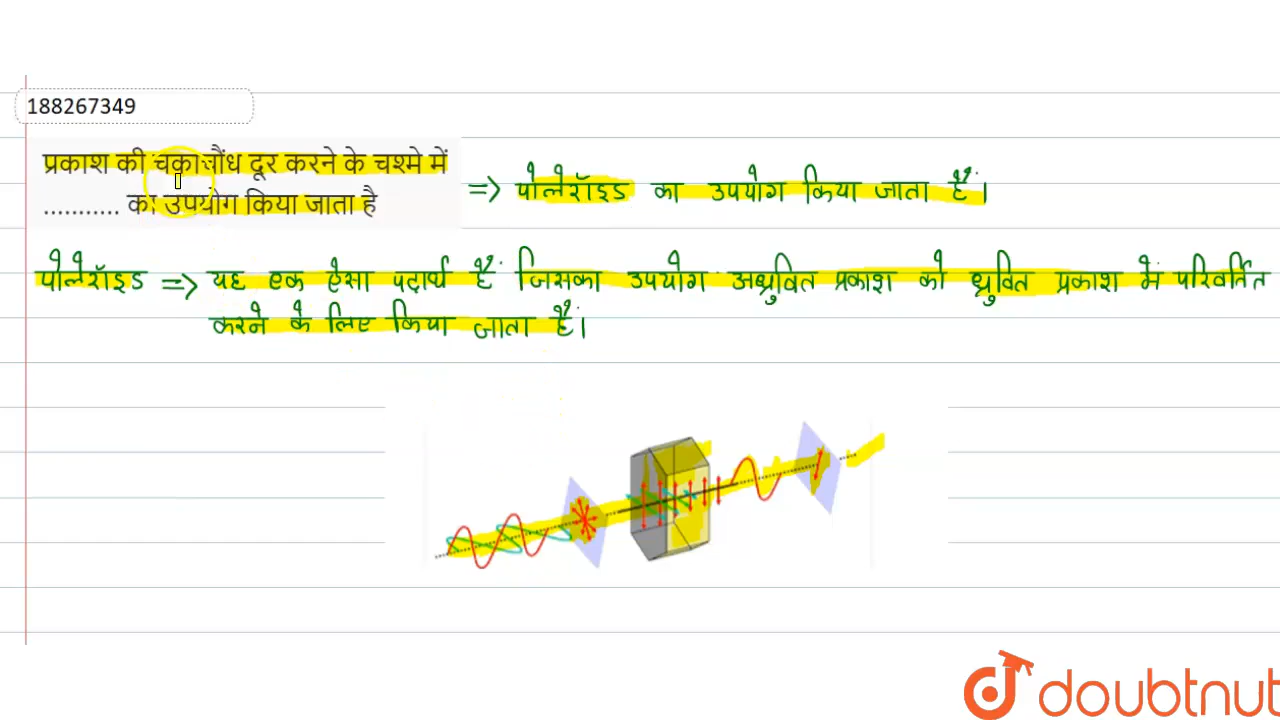 188267349
प्रकाश की चकाचौंध दूर करने के चश्मे में
........... का उपयोग किया जाता है
=> पोलेरॉइड का उपयोग किया जाता है।
पोलेरॉइड => यह एक ऐसा पदार्थ है जिसका उपयोग अध्रुवित प्रकाश को ध्रुवित प्रकाश में परिवर्तित
करने के लिए किया जाता है।
doubtnut